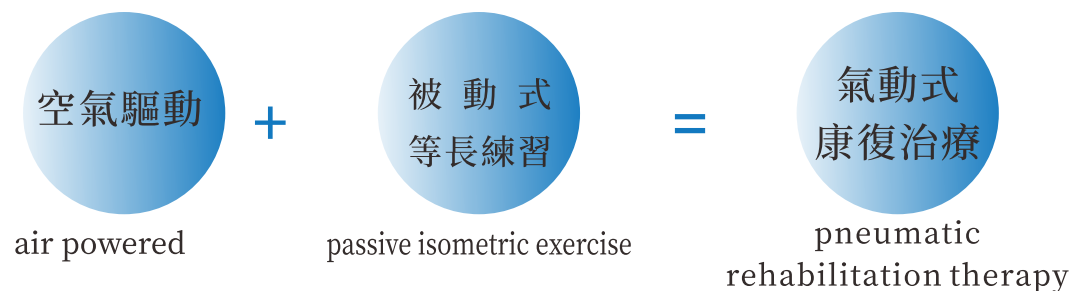 空氣驅動
+
被動式
等長練習
=
氣動式
康復治療
air powered
passive isometric exercise
pneumatic
rehabilitation therapy